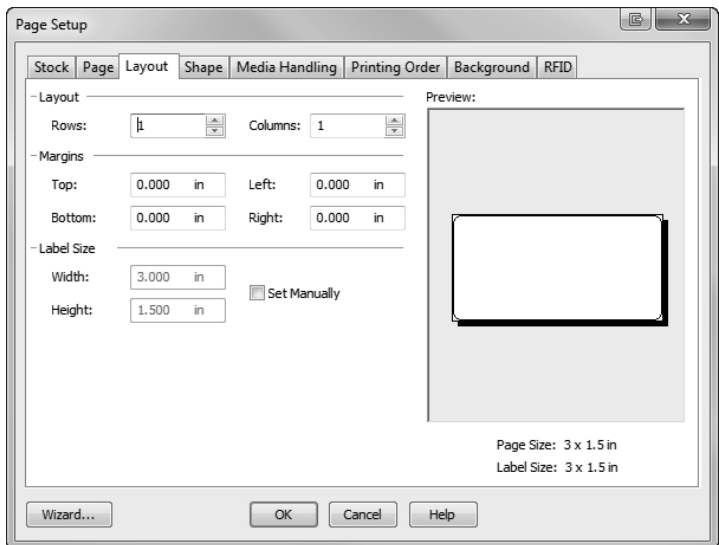 Page Setup
Stock Page Layout Shape Media Handling Printing Order Background RFID
Layout
Rows: 1 Columns: 1
Margins
Top: 0.000 in Left: 0.000 in
Bottom: 0.000 in Right: 0.000 in
Label Size
Width: 3.000 in
Set Manually
Height: 1.500 in
Preview:
Page Size: 3 x 1.5 in
Label Size: 3 x 1.5 in
Wizard... OK Cancel Help